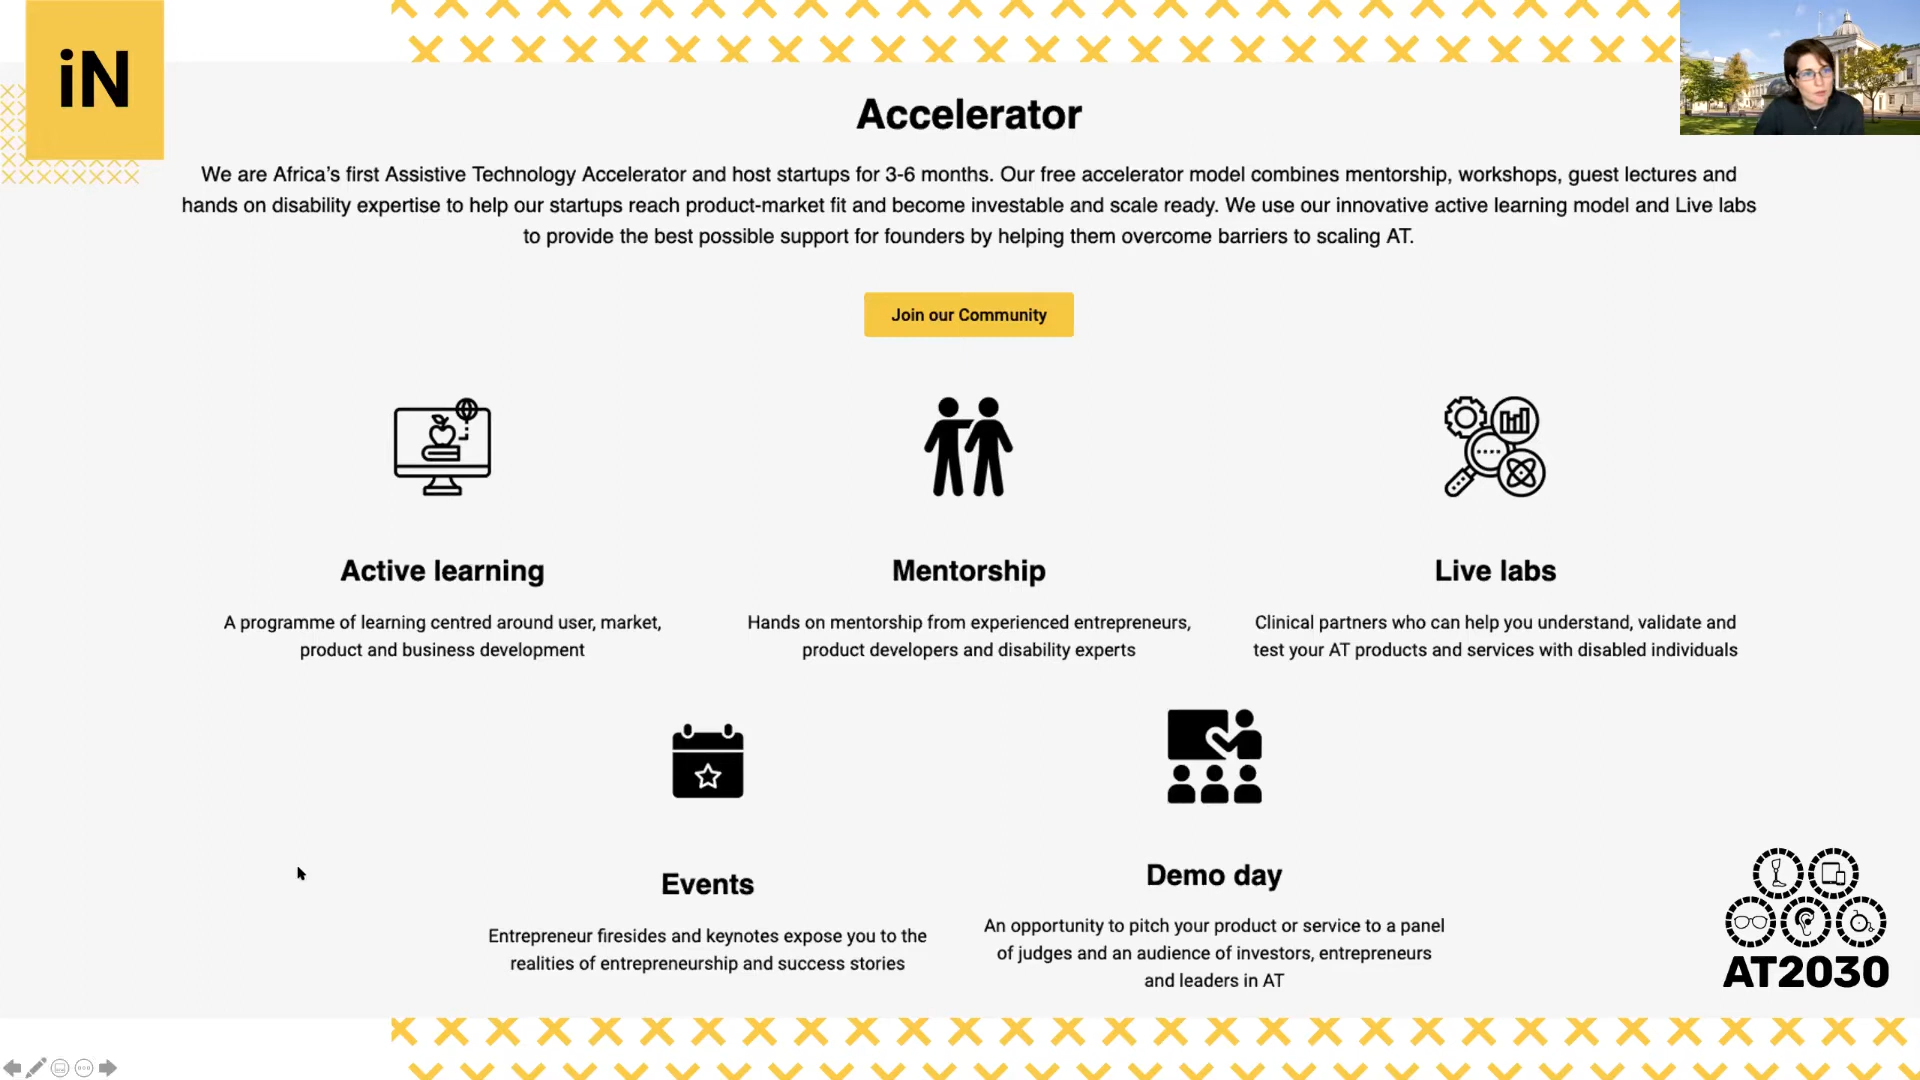 iN
Accelerator
We are Africa’s first Assistive Technology Accelerator and host startups for 3-6 months. Our free accelerator model combines mentorship, workshops, guest lectures and
hands on disability expertise to help our startups reach product-market fit and become investable and scale ready. We use our innovative active learning model and Live labs
to provide the best possible support for founders by helping them overcome barriers to scaling AT.
Join our Community
Active learning
A programme of learning centred around user, market,
product and business development
Mentorship
Hands on mentorship from experienced entrepreneurs,
product developers and disability experts
Live labs
Clinical partners who can help you understand, validate and
test your AT products and services with disabled individuals
Events
Entrepreneur firesides and keynotes expose you to the
realities of entrepreneurship and success stories
Demo day
An opportunity to pitch your product or service to a panel
of judges and an audience of investors, entrepreneurs
and leaders in AT
AT2030